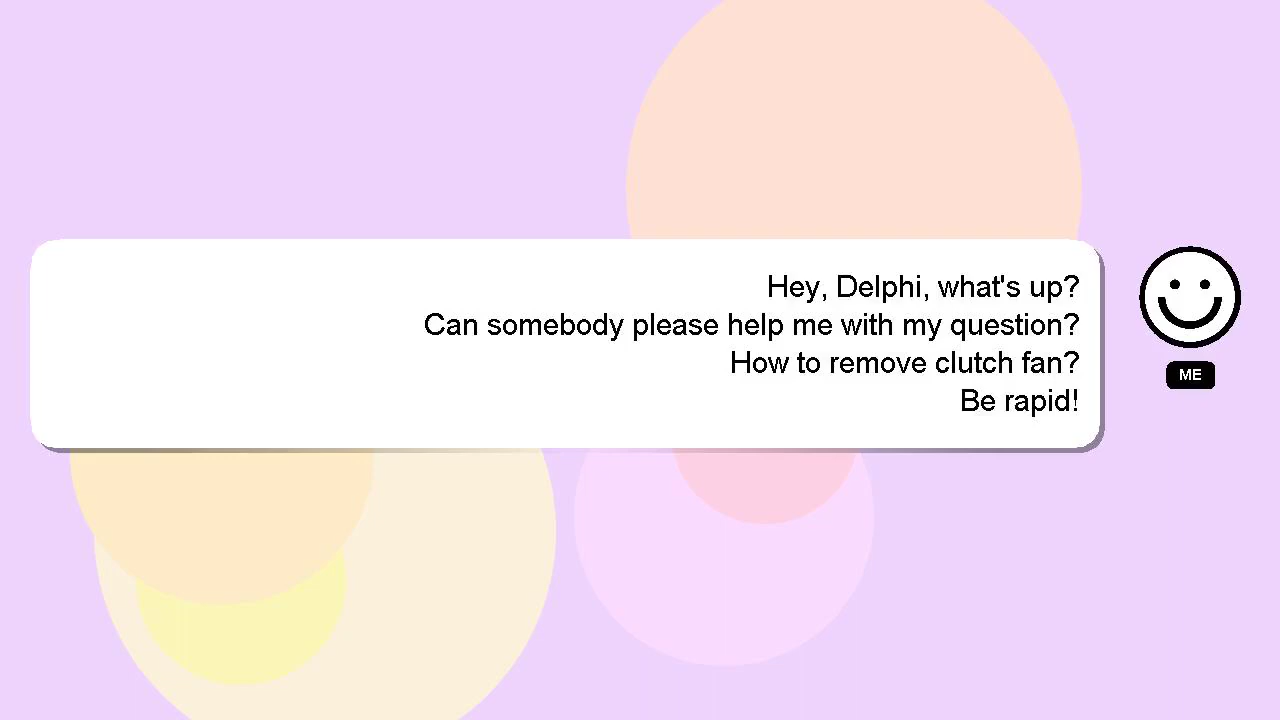 Hey, Delphi, what's up?
Can somebody please help me with my question?
How to remove clutch fan?
Be rapid!
ME